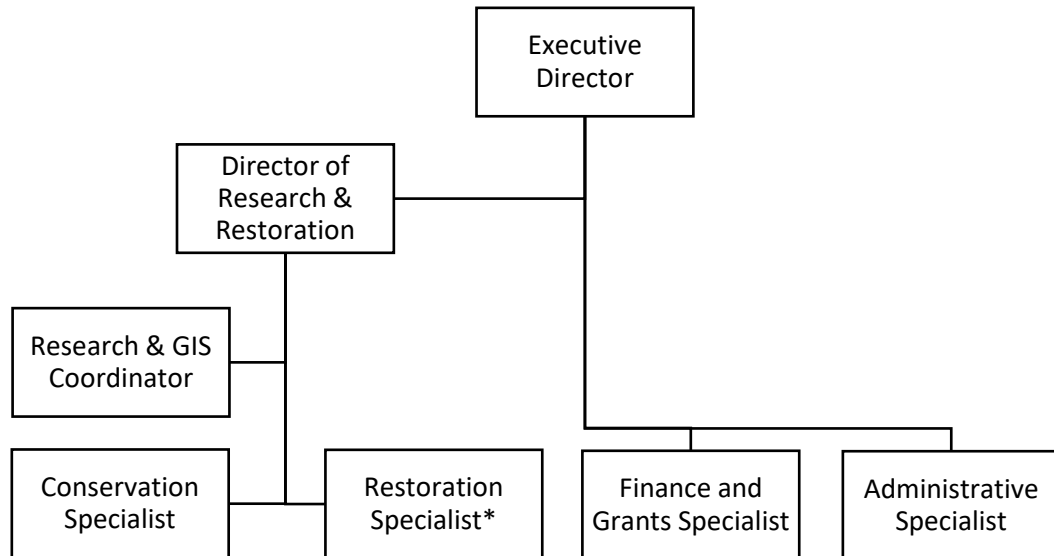 Executive
Director
Director of
Research &
Restoration
Research & GIS
Coordinator
Conservation
Specialist
Restoration
Specialist*
Finance and
Grants Specialist
Administrative
Specialist